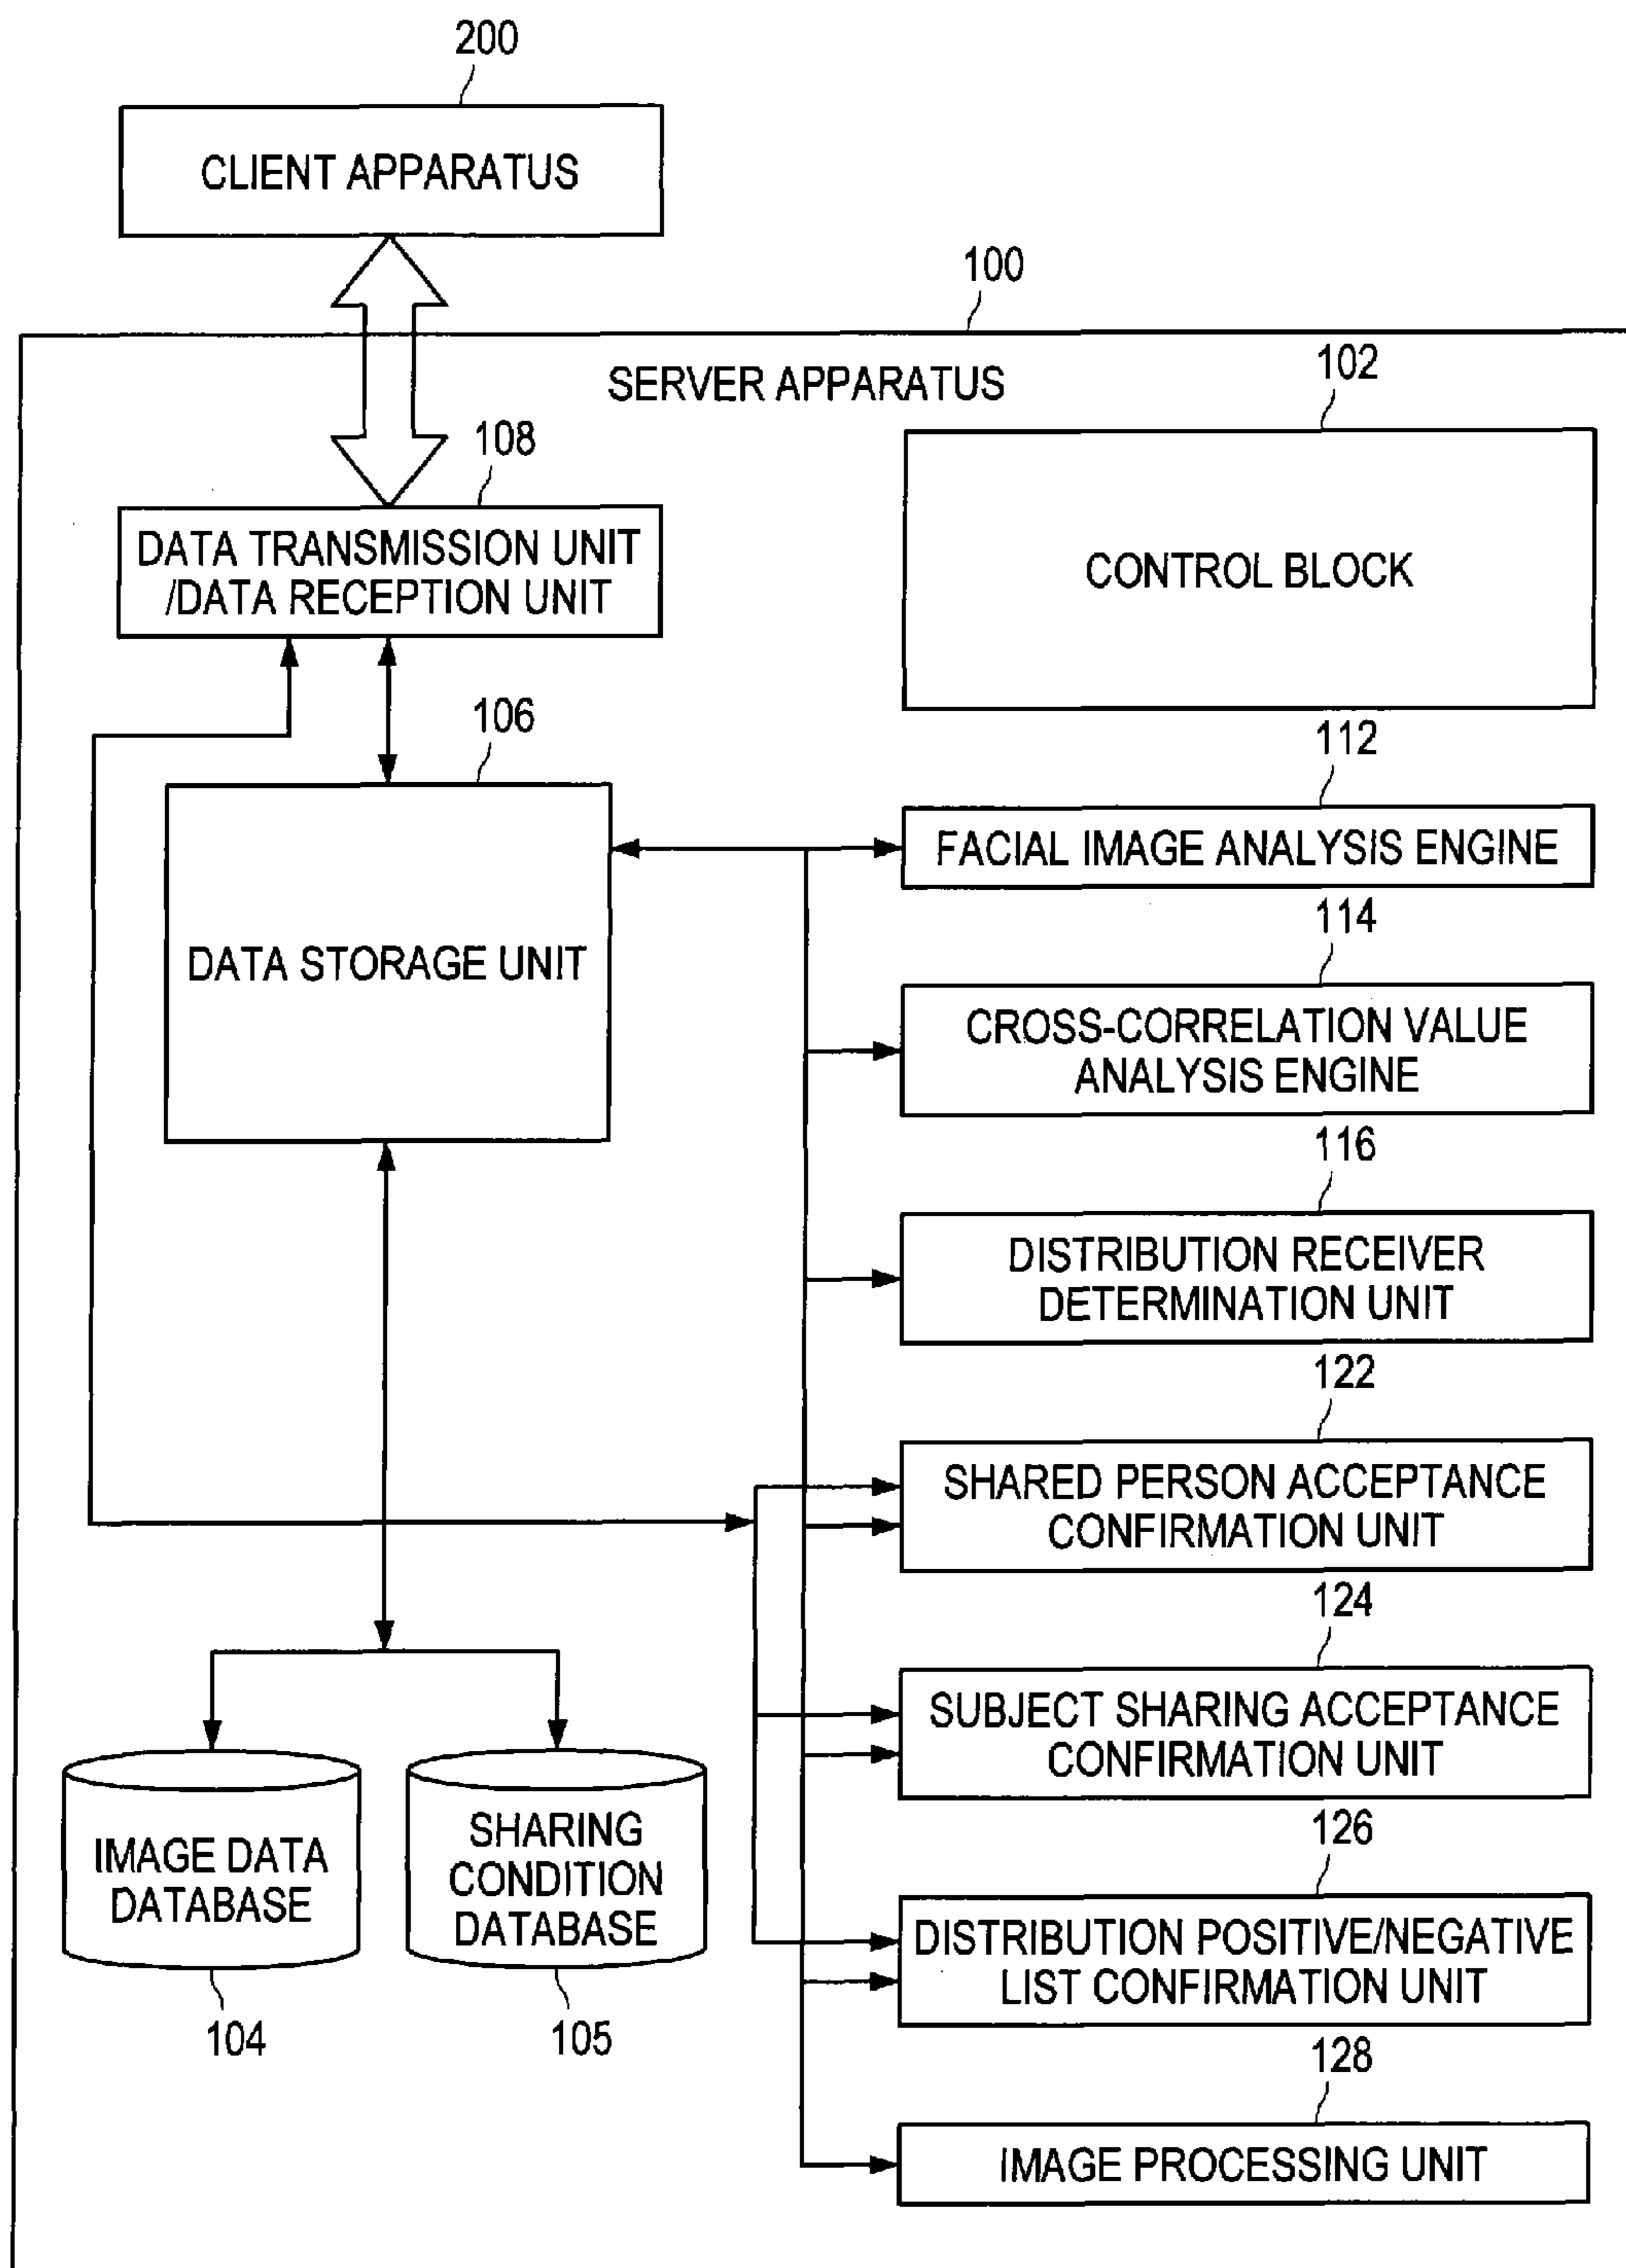 200
CLIENT APPARATUS
100
SERVER APPARATUS
102
CONTROL BLOCK
108
DATA TRANSMISSION UNIT
/DATA RECEPTION UNIT
106
DATA STORAGE UNIT
112
FACIAL IMAGE ANALYSIS ENGINE
114
CROSS-CORRELATION VALUE
ANALYSIS ENGINE
116
DISTRIBUTION RECEIVER
DETERMINATION UNIT
122
SHARED PERSON ACCEPTANCE
CONFIRMATION UNIT
124
SUBJECT SHARING ACCEPTANCE
CONFIRMATION UNIT
126
DISTRIBUTION POSITIVE/NEGATIVE
LIST CONFIRMATION UNIT
128
IMAGE PROCESSING UNIT
IMAGE DATA
DATABASE
104
SHARING
CONDITION
DATABASE
105